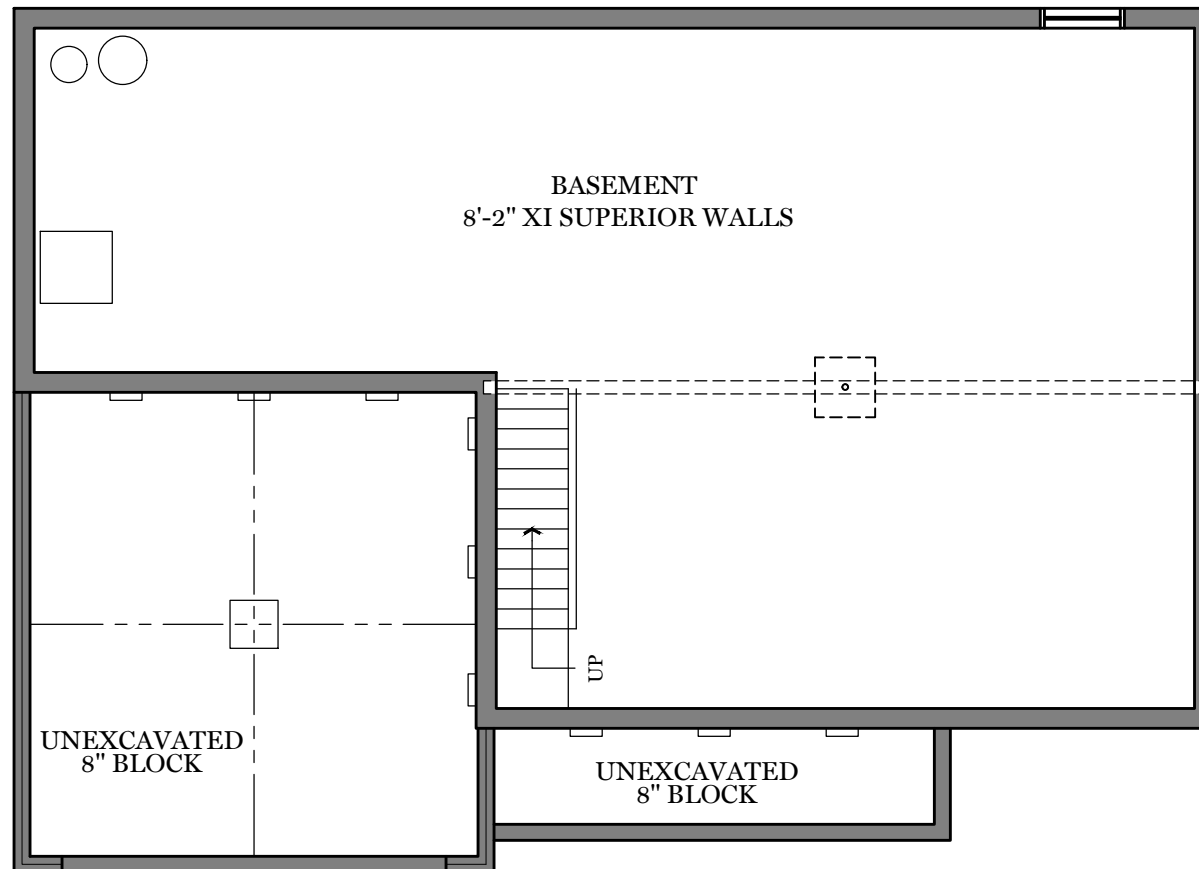 BASEMENT
8'-2" XI SUPERIOR WALLS
UP
UNEXCAVATED
8" BLOCK
UNEXCAVATED
8" BLOCK